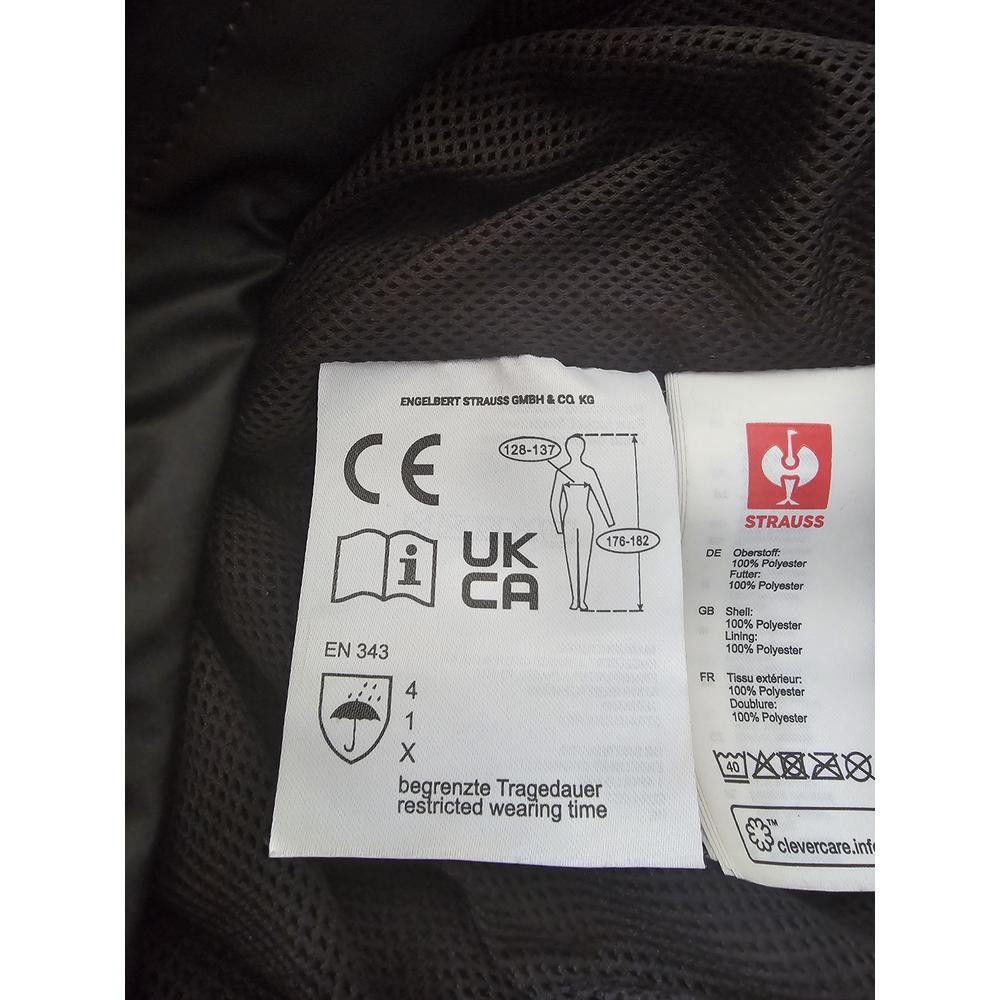 ENGELBERT STRAUSS GMBH & CO. KG
CE
128-137
176-182
i
UK
CA
EN 343
4
1
X
begrenzte Tragedauer
restricted wearing time
STRAUSS
DE Oberstoff:
100% Polyester
Futter:
100% Polyester
GB Shell:
100% Polyester
Lining:
100% Polyester
FR Tissu extérieur:
100% Polyester
Doublure:
100% Polyester
40
TM
clevercare.info